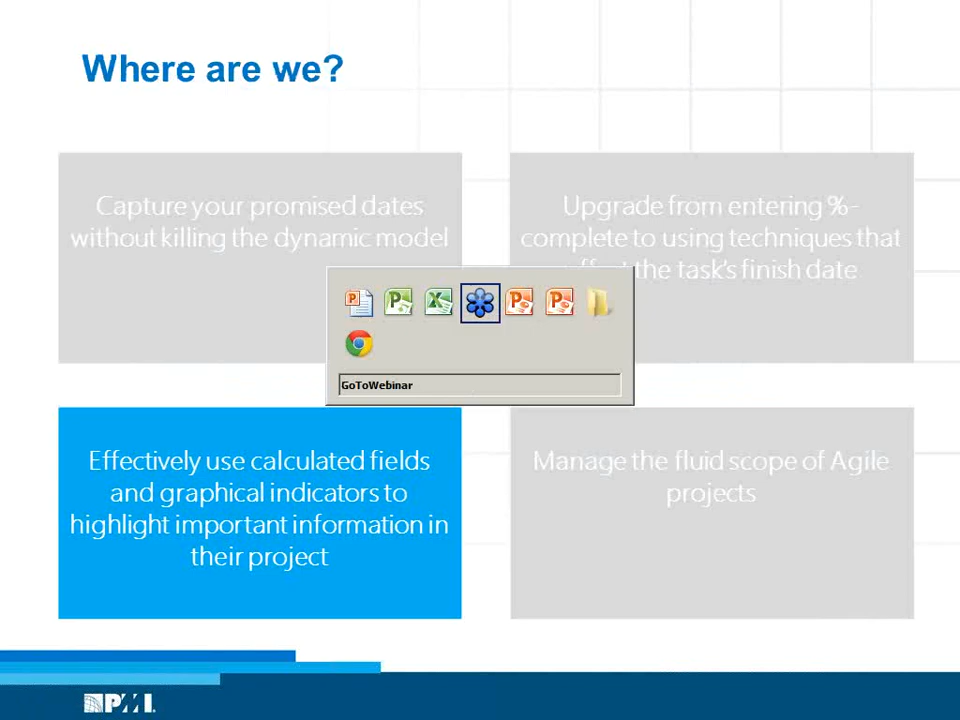 Where are we?
Capture your promised dates
without killing the dynamic model
Upgrade from entering %-
complete to using techniques that
the task's finish date
GoToWebinar
Effectively use calculated fields
and graphical indicators to
highlight important information in
their project
Manage the fluid scope of Agile
projects
PMI